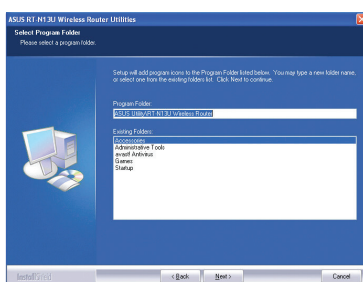 ASUS RT-N13U Wireless Router Utilities
Select Program Folder
Please select a program folder.
Setup will add program icons to the Program Folder listed below. You may type a new folder name, or select one from the existing folders list. Click Next to continue.
Program Folder:
ASUS Utility\RT-N13U Wireless Router
Existing Folders:
Accessories
Administrative Tools
avast! Antivirus
Games
Startup
InstallShield
< Back
Next >
Cancel